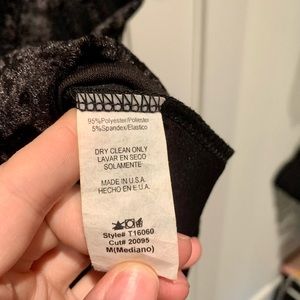 95%Polyester/Polester
5%Spandex/Elastico
DRY CLEAN ONLY
LAVAR EN SECO
SOLAMENTE
MADE IN U.S.A.
HECHO EN E.U.A.
Style# T16060
Cut# 20095
M(Mediano)